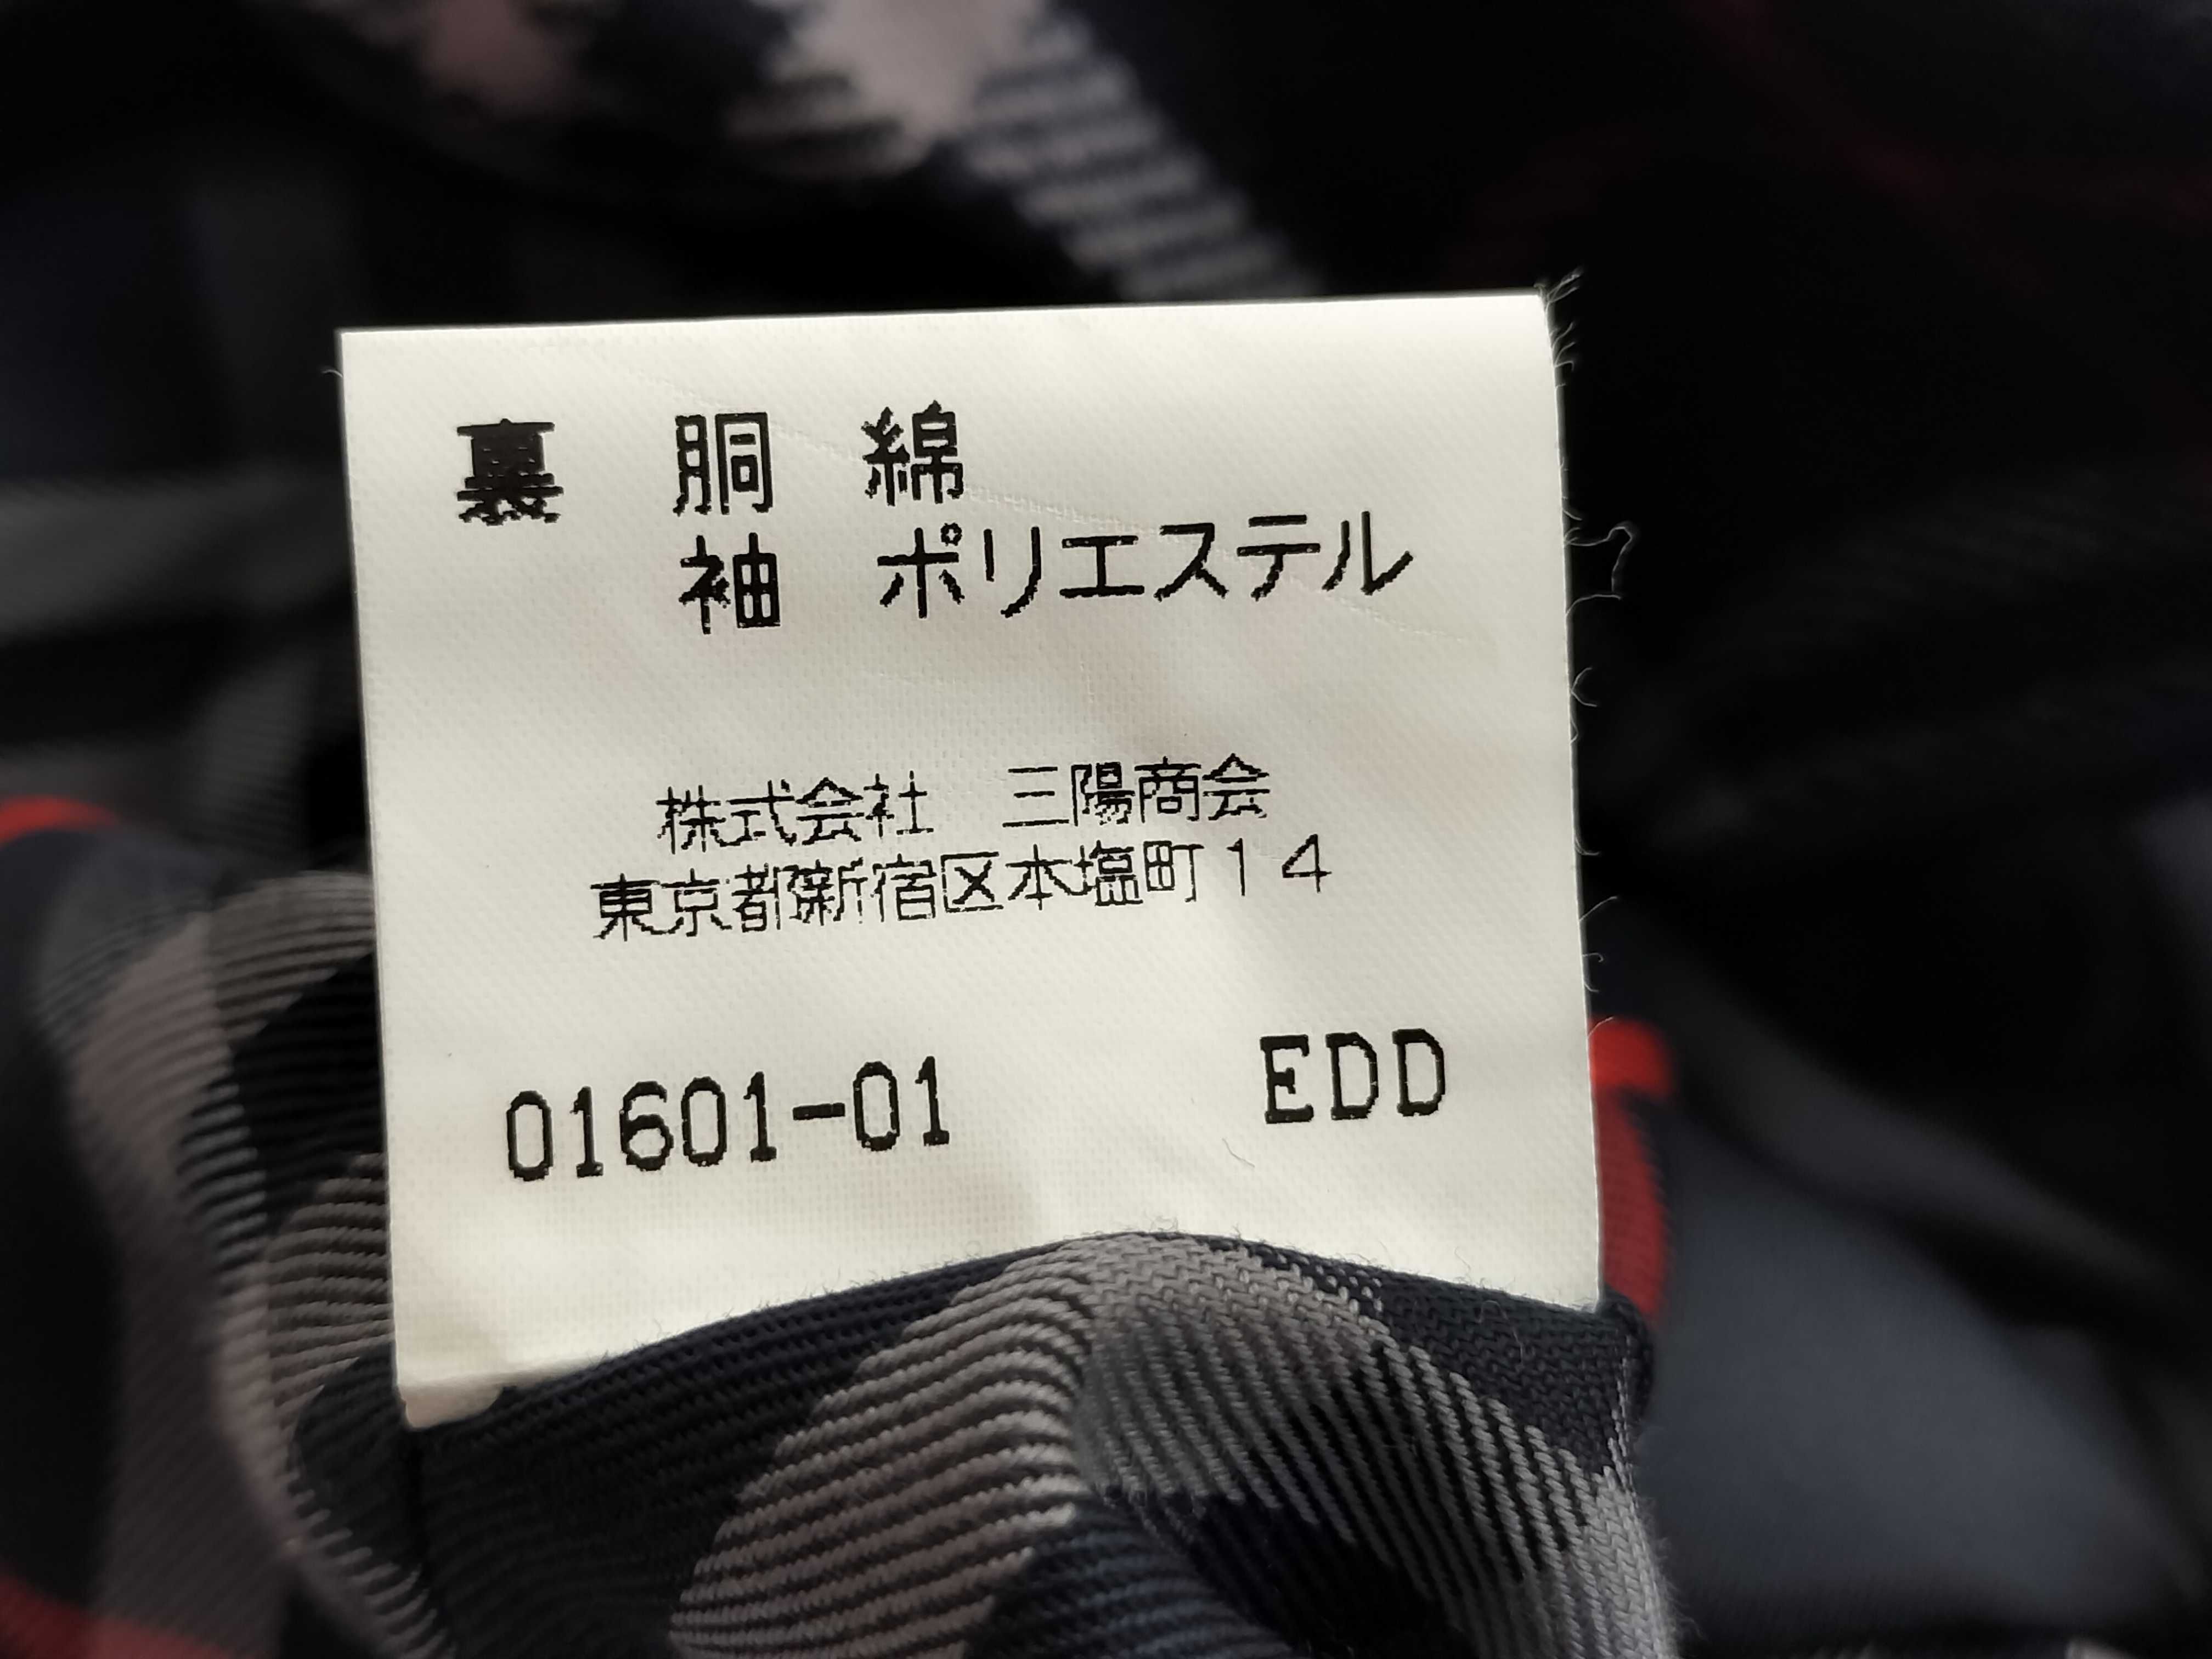 裏　胴　綿
袖　ポリエステル
株式会社　三陽商会
東京都新宿区本塩町１４
01601-01　EDD